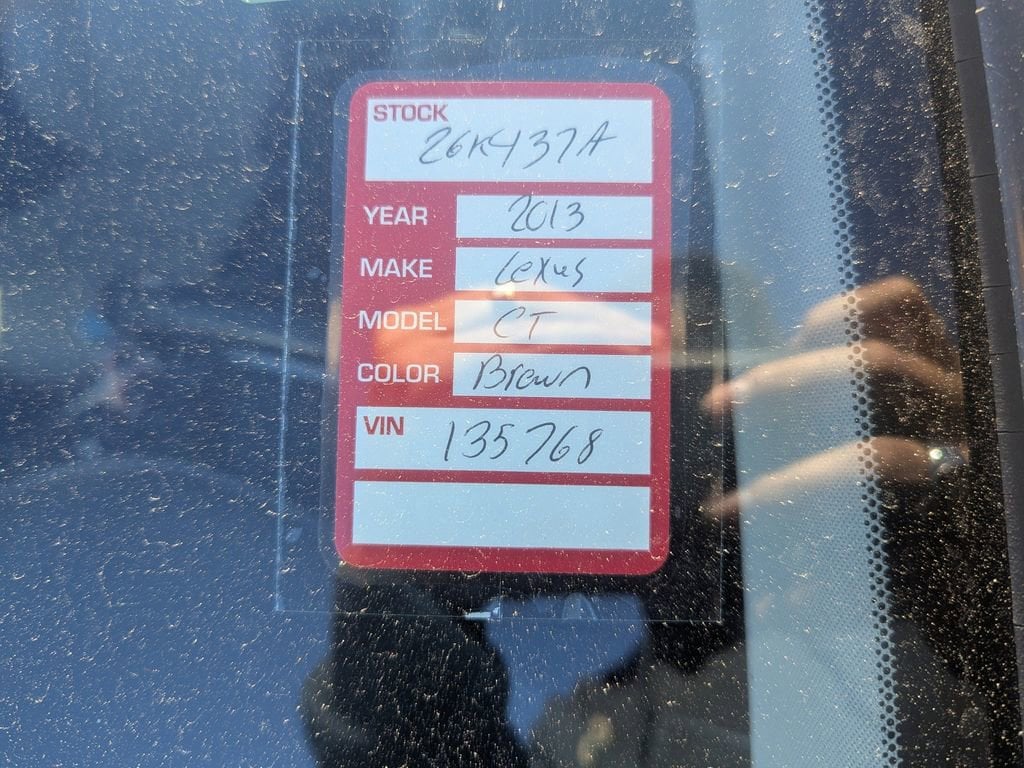 STOCK
26K437A
YEAR 2013
MAKE Lexus
MODEL CT
COLOR Brown
VIN 135768